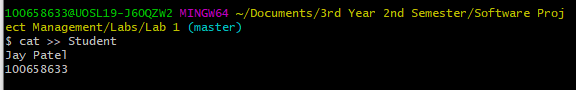 100658633@UOSL19-J6OQZW2 MINGW64 ~/Documents/3rd Year 2nd Semester/Software Proj
ect Management/Labs/Lab 1 (master)
$ cat >> Student
Jay Patel
100658633